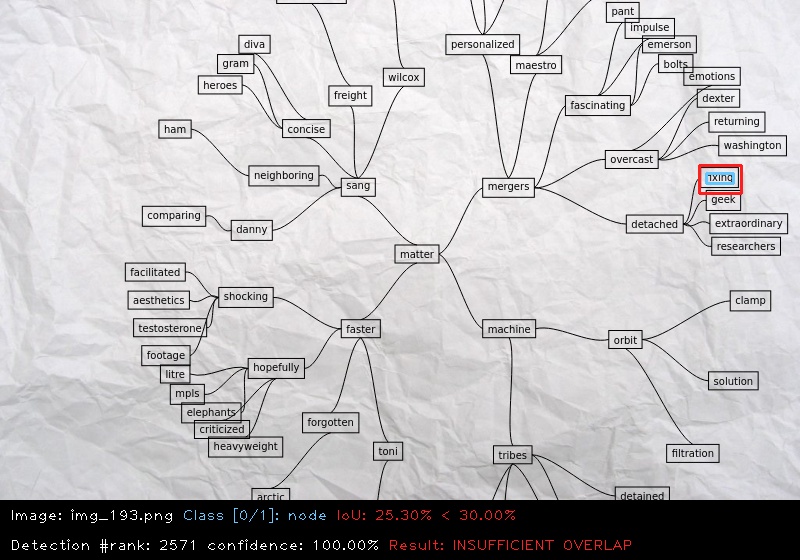 pant
impulse
diva
personalized
emerson
gram
maestro
bolts
wilcox
emotions
heroes
freight
dexter
fascinating
returning
ham
concise
washington
overcast
neighboring
sang
mergers
geek
comparing
danny
detached
extraordinary
researchers
matter
facilitated
shocking
clamp
aesthetics
testosterone
faster
machine
orbit
footage
hopefully
litre
solution
mpls
elephants
forgotten
criticized
heavyweight
toni
tribes
filtration
arctic
detained
Image: img_193.png Class [0/1]: node IoU: 25.30% < 30.00%
Detection #rank: 2571 confidence: 100.00% Result: INSUFFICIENT OVERLAP